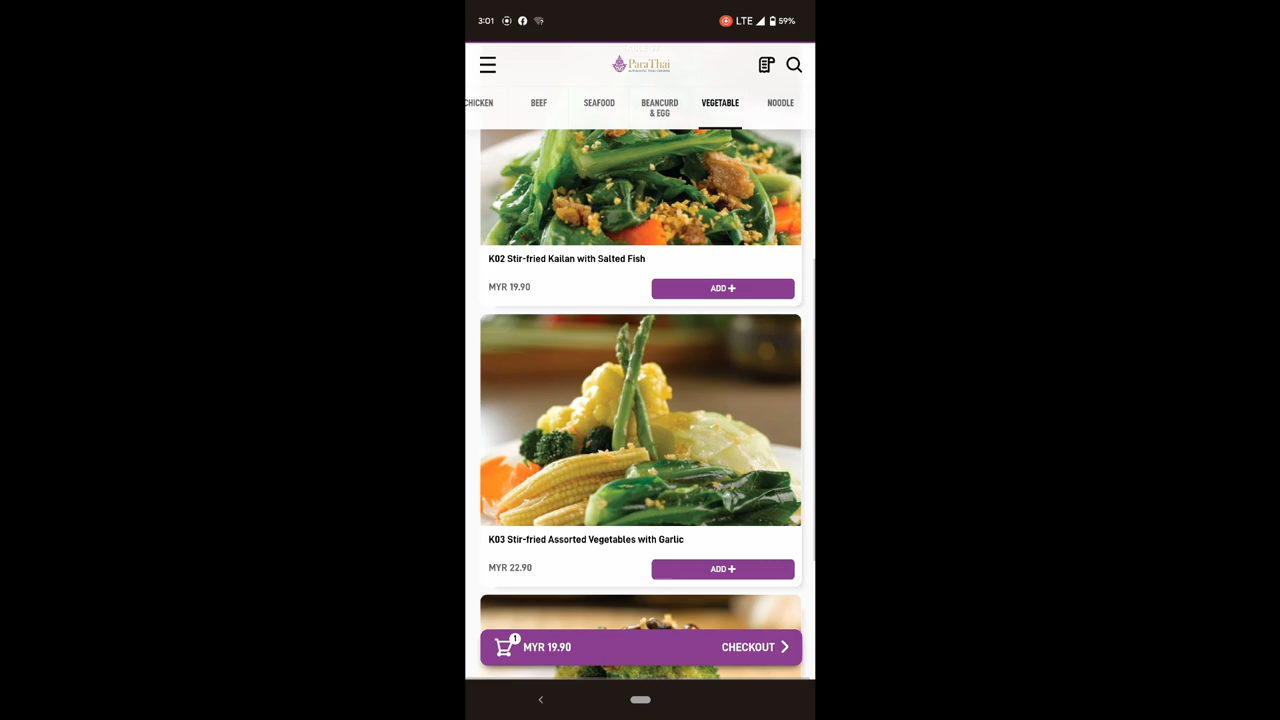 3:01
LTE
59%
ParaThai
CHICKEN
BEEF
SEAFOOD
BEANCURD
& EGG
VEGETABLE
NOODLE
K02 Stir-fried Kailan with Salted Fish
MYR 19.90
ADD +
K03 Stir-fried Assorted Vegetables with Garlic
MYR 22.90
ADD +
1
MYR 19.90
CHECKOUT